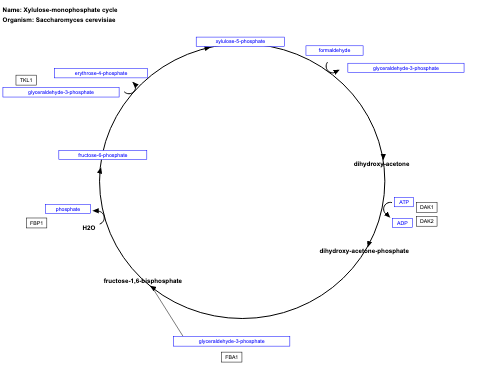 Name: Xylulose-monophosphate cycle
Organism: Saccharomyces cerevisiae
xylulose-5-phosphate
formaldehyde
glyceraldehyde-3-phosphate
erythrose-4-phosphate
TKL1
glyceraldehyde-3-phosphate
fructose-6-phosphate
dihydroxy-acetone
ATP
DAK1
phosphate
ADP
DAK2
FBP1
H2O
dihydroxy-acetone-phosphate
fructose-1,6-bisphosphate
glyceraldehyde-3-phosphate
FBA1